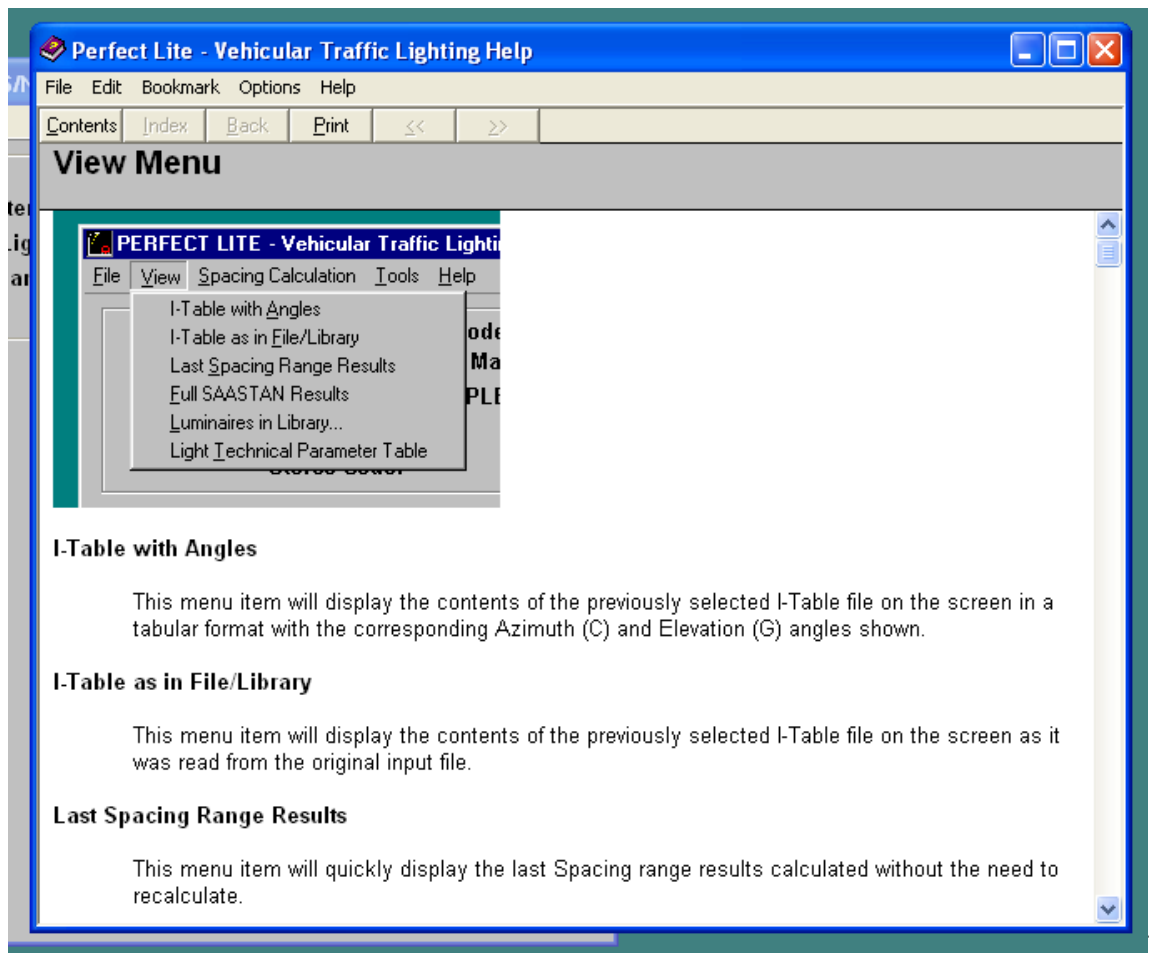 Perfect Lite - Vehicular Traffic Lighting Help
File Edit Bookmark Options Help
Contents Index Back Print << >>
View Menu
PERFECT LITE - Vehicular Traffic Lighti
File View Spacing Calculation Tools Help
I-Table with Angles
I-Table as in File/Library
Last Spacing Range Results
Full SAASTAN Results
Luminaires in Library...
Light Technical Parameter Table
I-Table with Angles
This menu item will display the contents of the previously selected I-Table file on the screen in a
tabular format with the corresponding Azimuth (C) and Elevation (G) angles shown.
I-Table as in File/Library
This menu item will display the contents of the previously selected I-Table file on the screen as it
was read from the original input file.
Last Spacing Range Results
This menu item will quickly display the last Spacing range results calculated without the need to
recalculate.